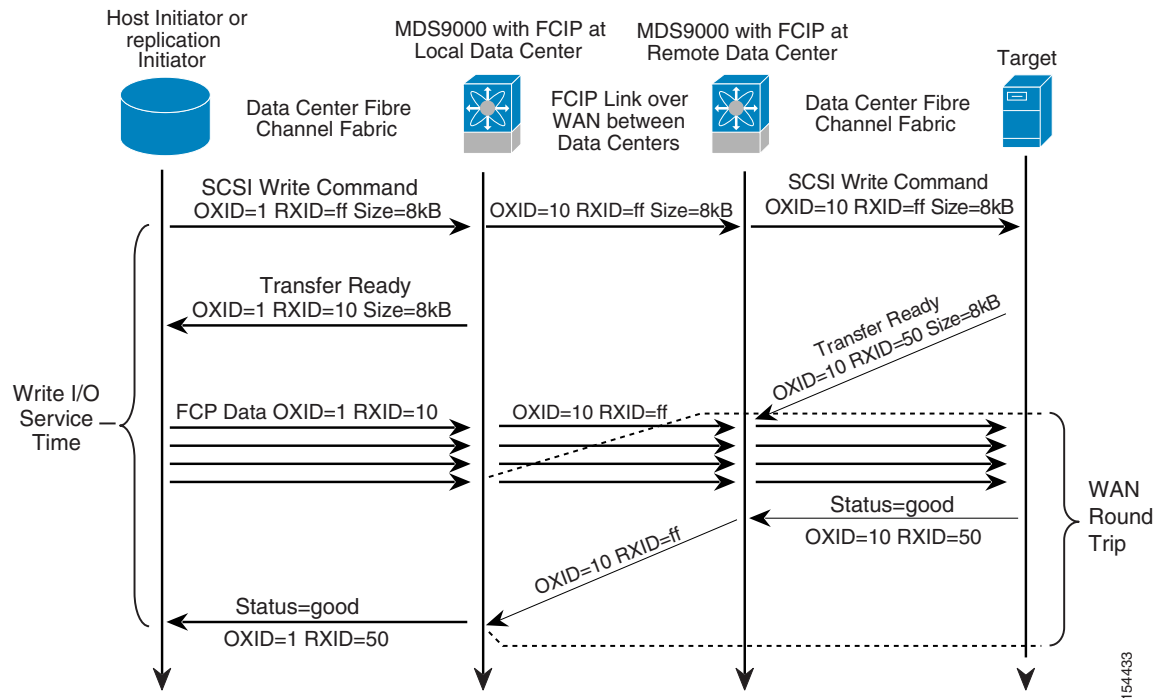 Host Initiator or
replication
Initiator
MDS9000 with FCIP at
Local Data Center
MDS9000 with FCIP at
Remote Data Center
Target
Data Center Fibre
Channel Fabric
FCIP Link over
WAN between
Data Centers
Data Center Fibre
Channel Fabric
SCSI Write Command
OXID=1 RXID=ff Size=8kB
OXID=10 RXID=ff Size=8kB
SCSI Write Command
OXID=10 RXID=ff Size=8kB
Transfer Ready
OXID=1 RXID=10 Size=8kB
Transfer Ready
OXID=10 RXID=50 Size=8kB
Write I/O
Service
Time
FCP Data OXID=1 RXID=10
OXID=10 RXID=ff
Status=good
OXID=10 RXID=50
WAN
Round
Trip
OXID=10 RXID=ff
Status=good
OXID=1 RXID=50
154433